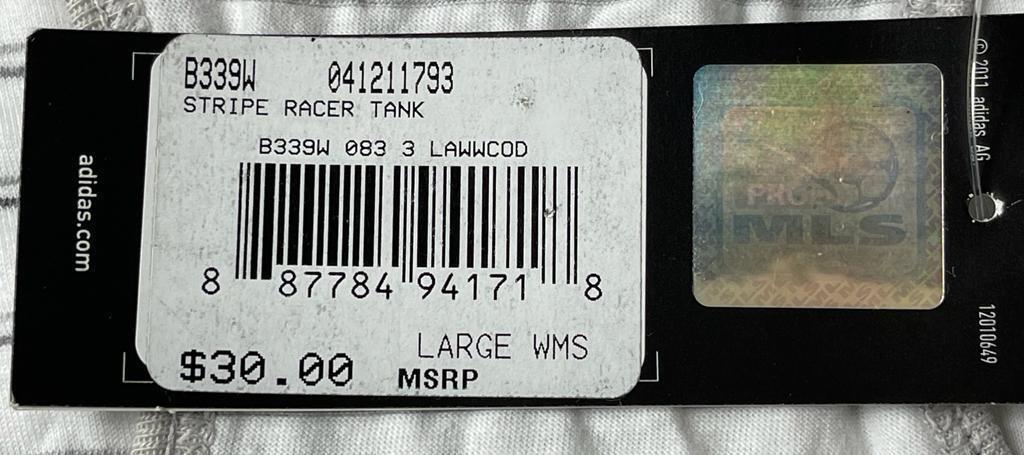 B339W 041211793
STRIPE RACER TANK
B339W 083 3 LAWWCOD
8 87784 94171 8
LARGE WMS
$30.00 MSRP
adidas.com
MLS
© 2011 adidas AG
12010649